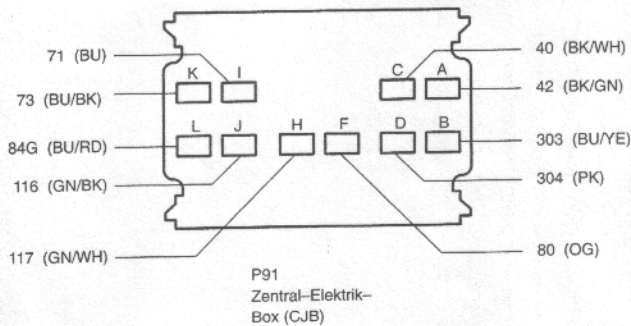 71 (BU)
40 (BK/WH)
K I C A
73 (BU/BK)
42 (BK/GN)
L J H F D B
84G (BU/RD)
303 (BU/YE)
116 (GN/BK)
304 (PK)
117 (GN/WH)
80 (OG)
P91
Zentral–Elektrik–
Box (CJB)